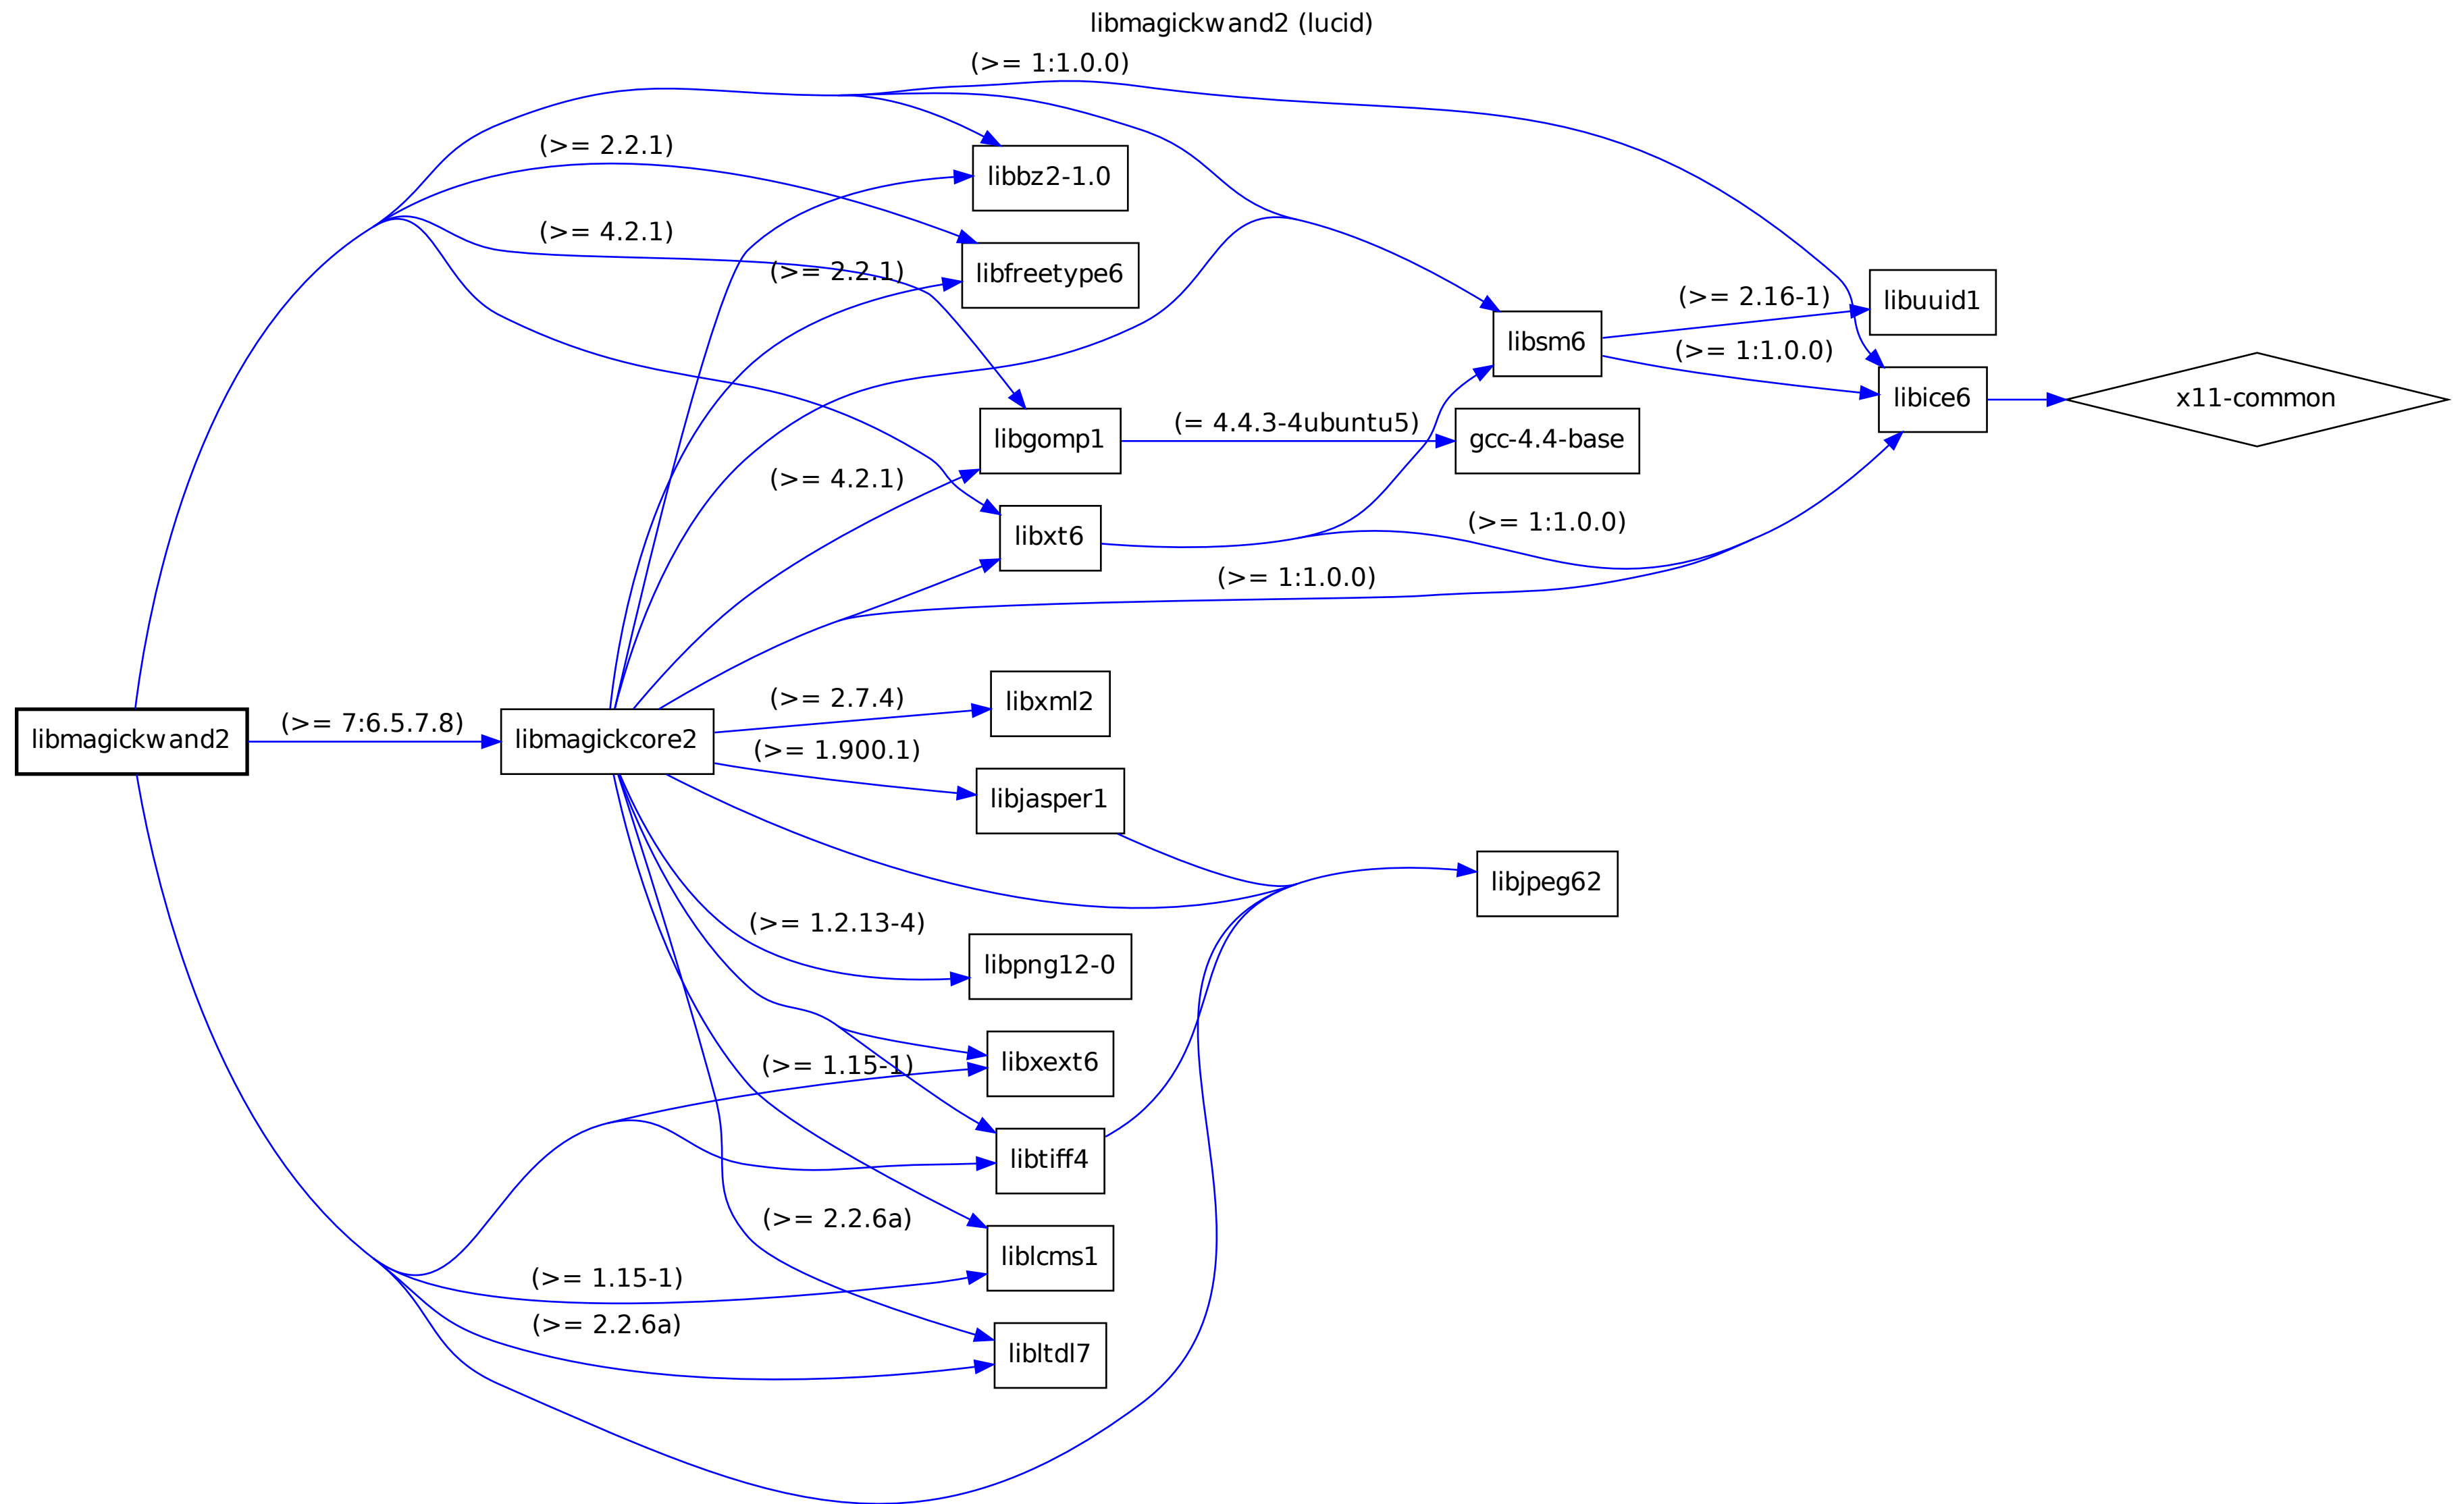 libmagickwand2 (lucid)
(>= 1:1.0.0)
(>= 2.2.1)
libbz2-1.0
(>= 4.2.1)
(>= 2.2.1)
libfreetype6
(>= 2.16-1)
libuuid1
libsm6
(>= 1:1.0.0)
libice6
x11-common
libgomp1
(= 4.4.3-4ubuntu5)
gcc-4.4-base
(>= 4.2.1)
libxt6
(>= 1:1.0.0)
(>= 1:1.0.0)
libmagickwand2
(>= 7:6.5.7.8)
libmagickcore2
(>= 2.7.4)
libxml2
(>= 1.900.1)
libjasper1
libjpeg62
(>= 1.2.13-4)
libpng12-0
(>= 1.15-1)
libxext6
libtiff4
(>= 2.2.6a)
liblcms1
(>= 1.15-1)
(>= 2.2.6a)
libltdl7